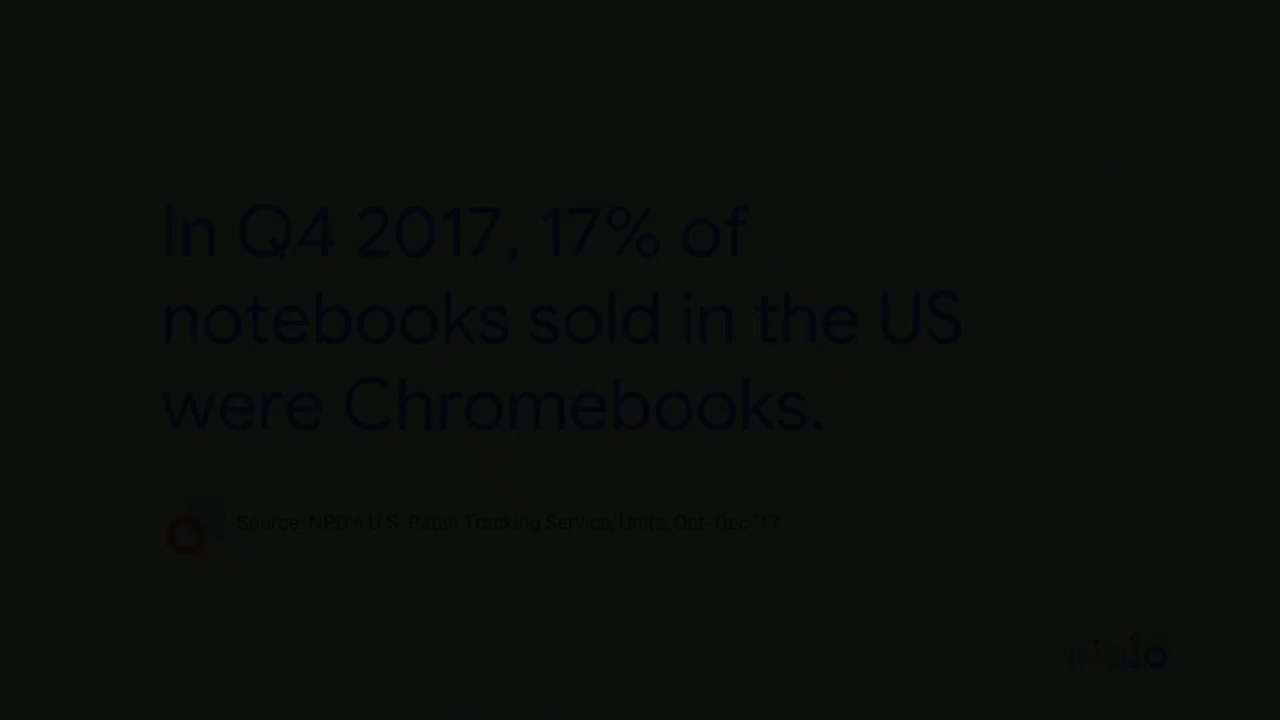 In Q4 2017, 17% of
notebooks sold in the US
were Chromebooks.
Source: NPD's U.S. Retail Tracking Service, Units, Oct- Dec '17
#io18